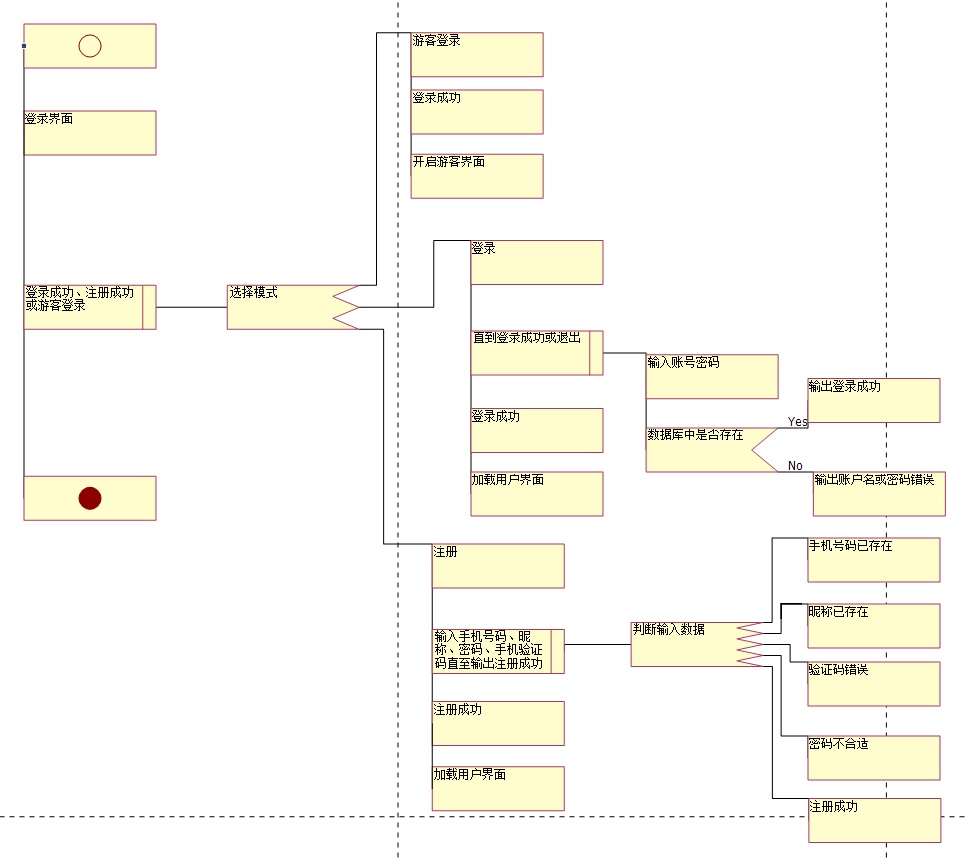 登录界面
登录成功、注册成功
或游客登录
选择模式
游客登录
登录成功
开启游客界面
登录
直到登录成功或退出
登录成功
加载用户界面
输入账号密码
数据库中是否存在
Yes
输出登录成功
No
输出账户名或密码错误
注册
输入手机号码、昵
称、密码、手机验证
码直至输出注册成功
注册成功
加载用户界面
判断输入数据
手机号码已存在
昵称已存在
验证码错误
密码不合适
注册成功